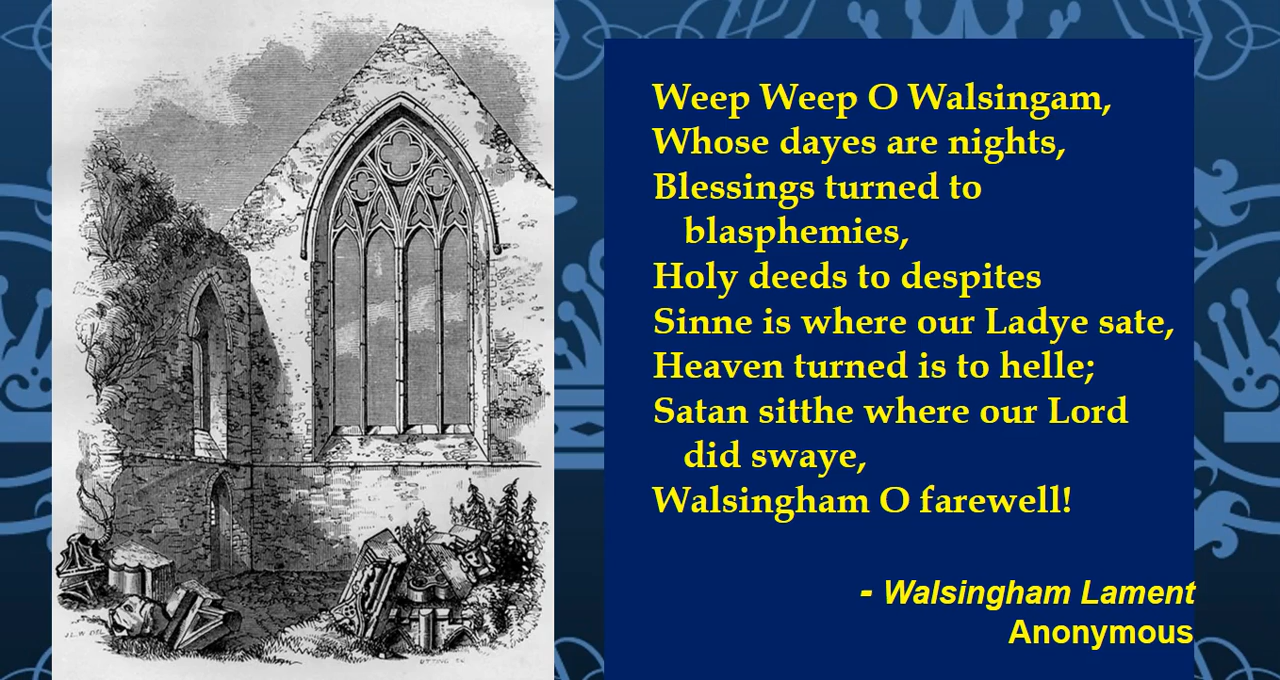 Weep Weep O Walsingam,
Whose dayes are nights,
Blessings turned to
blasphemies,
Holy deeds to despites
Sinne is where our Ladye sate,
Heaven turned is to helle;
Satan sitthe where our Lord
did swaye,
Walsingham O farewell!
- Walsingham Lament
Anonymous